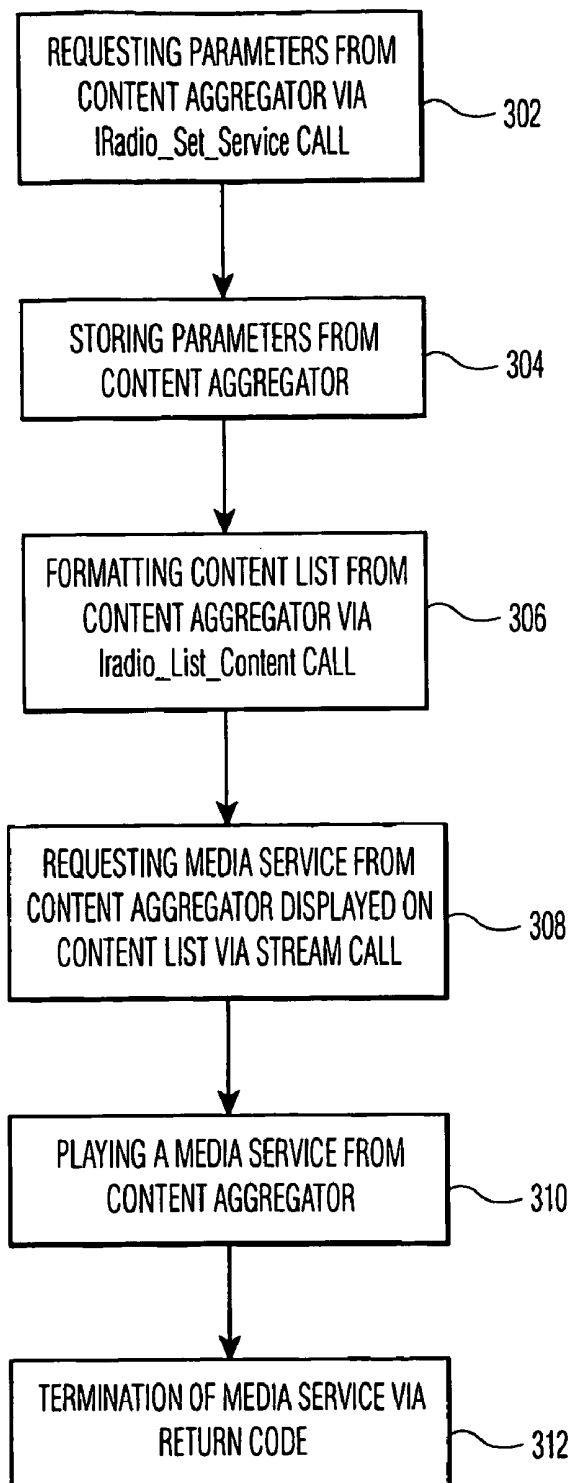 REQUESTING PARAMETERS FROM
CONTENT AGGREGATOR VIA
IRadio_Set_Service CALL
302
STORING PARAMETERS FROM
CONTENT AGGREGATOR
304
FORMATTING CONTENT LIST FROM
CONTENT AGGREGATOR VIA
Iradio_List_Content CALL
306
REQUESTING MEDIA SERVICE FROM
CONTENT AGGREGATOR DISPLAYED ON
CONTENT LIST VIA STREAM CALL
308
PLAYING A MEDIA SERVICE FROM
CONTENT AGGREGATOR
310
TERMINATION OF MEDIA SERVICE VIA
RETURN CODE
312